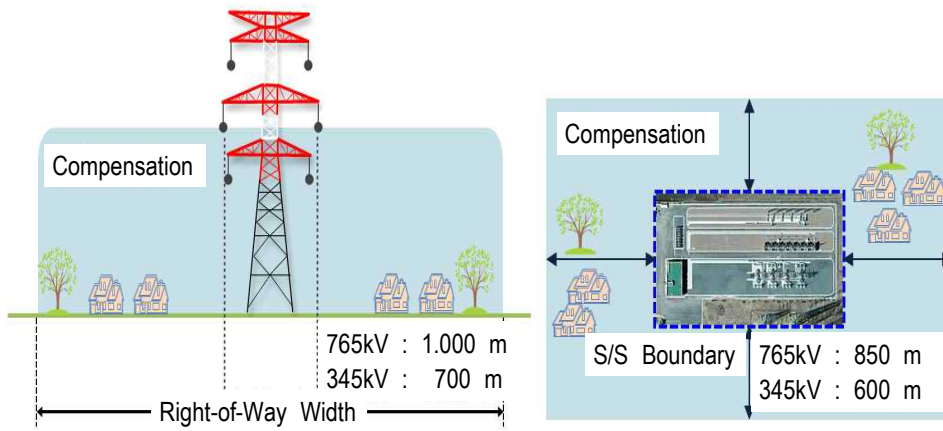 Compensation
765kV : 1.000 m
345kV : 700 m
Right-of-Way Width
Compensation
S/S Boundary
765kV : 850 m
345kV : 600 m